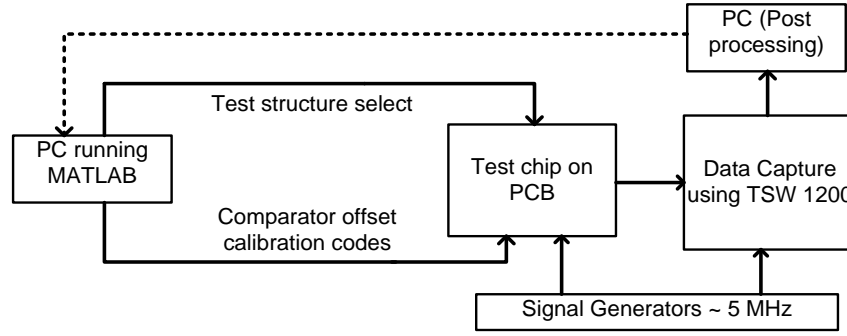 PC (Post
processing)
Test structure select
PC running
MATLAB
Test chip on
PCB
Data Capture
using TSW 1200
Comparator offset
calibration codes
Signal Generators ~ 5 MHz